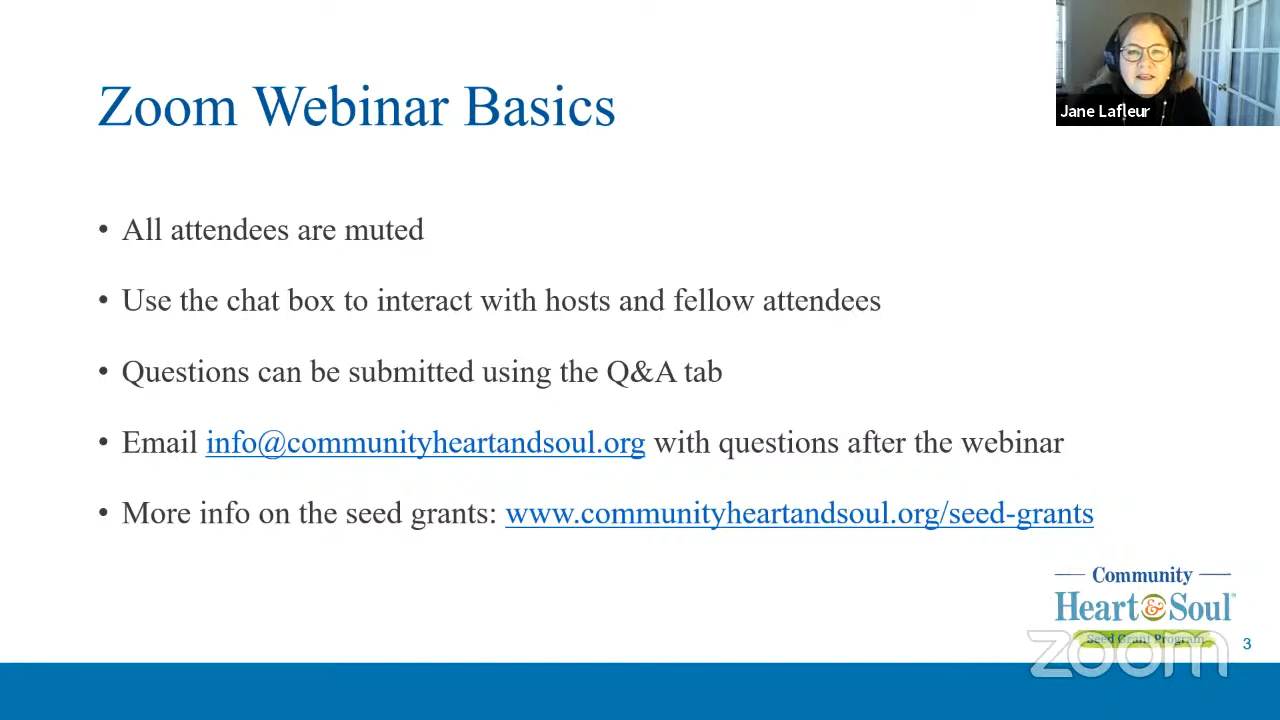 Zoom Webinar Basics
Jane Lafleur
• All attendees are muted
• Use the chat box to interact with hosts and fellow attendees
• Questions can be submitted using the Q&A tab
• Email info@communityheartandsoul.org with questions after the webinar
• More info on the seed grants: www.communityheartandsoul.org/seed-grants
Community
Heart & Soul®
Seed Grant Program
zoom
3